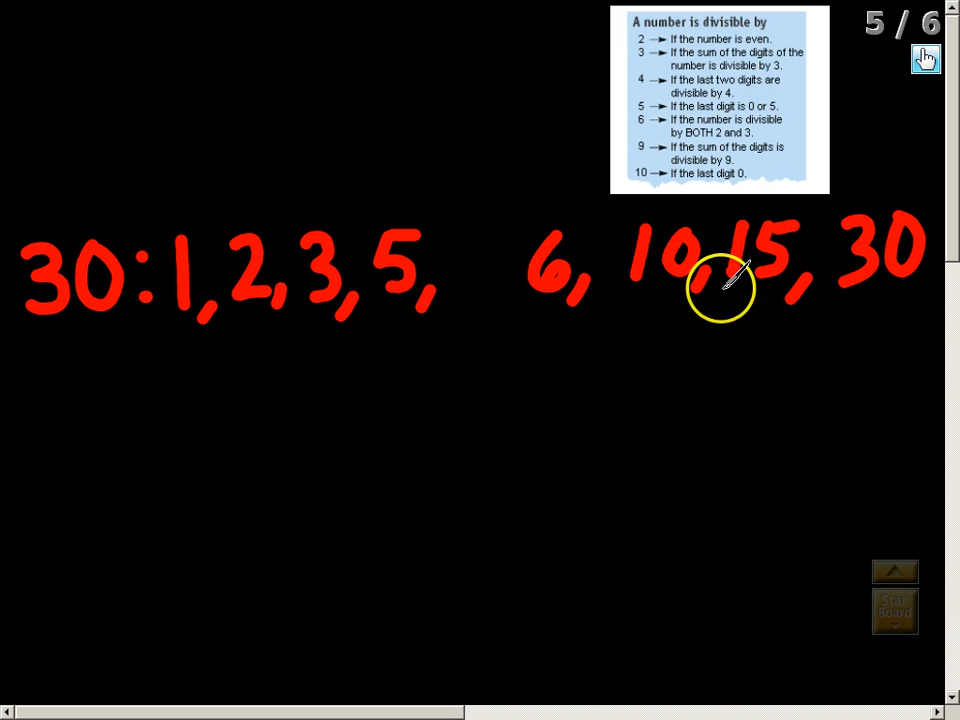 5 / 6
A number is divisible by
2 → If the number is even.
3 → If the sum of the digits of the
number is divisible by 3.
4 → If the last two digits are
divisible by 4.
5 → If the last digit is 0 or 5.
6 → If the number is divisible
by BOTH 2 and 3.
9 → If the sum of the digits is
divisible by 9.
10 → If the last digit 0.
30: 1, 2, 3, 5, 6, 10, 15, 30
Star
Board